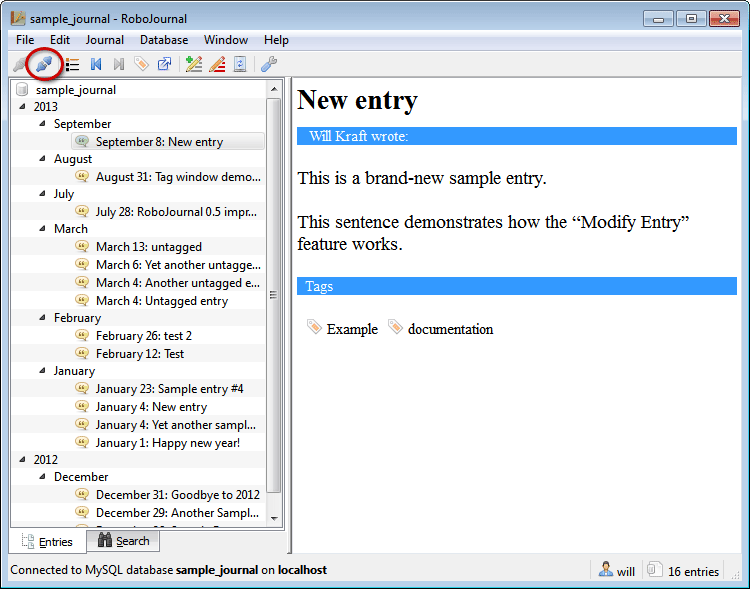 sample_journal - RoboJournal
File Edit Journal Database Window Help
sample_journal
2013
September
September 8: New entry
August
August 31: Tag window demo...
July
July 28: RoboJournal 0.5 impr...
March
March 13: untagged
March 6: Yet another untagge...
March 4: Another untagged e...
March 4: Untagged entry
February
February 26: test 2
February 12: Test
January
January 23: Sample entry #4
January 4: New entry
January 4: Yet another sampl...
January 1: Happy new year!
2012
December
December 31: Goodbye to 2012
December 29: Another Sampl...
Entries Search
New entry
Will Kraft wrote:
This is a brand-new sample entry.
This sentence demonstrates how the “Modify Entry”
feature works.
Tags
Example documentation
Connected to MySQL database sample_journal on localhost
will 16 entries